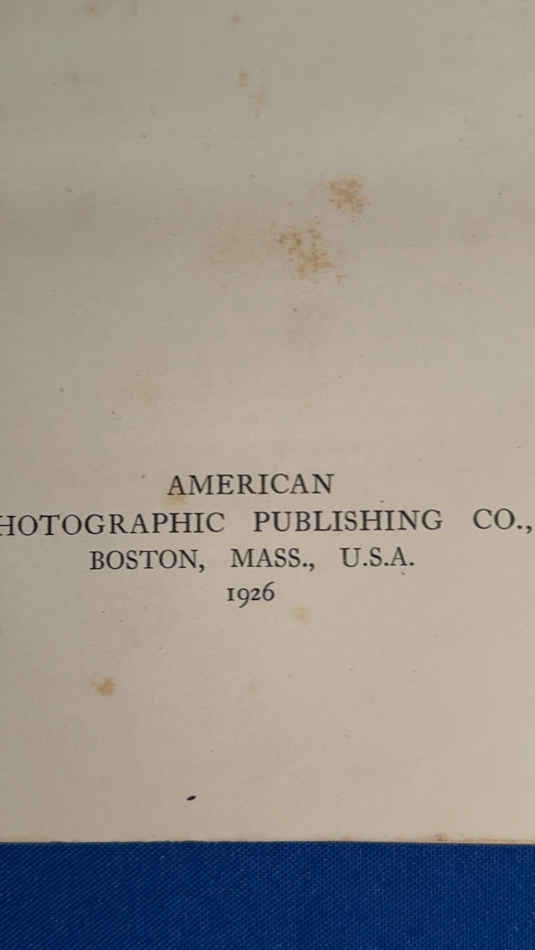 AMERICAN
HOTOGRAPHIC PUBLISHING CO.,
BOSTON, MASS., U.S.A.
1926